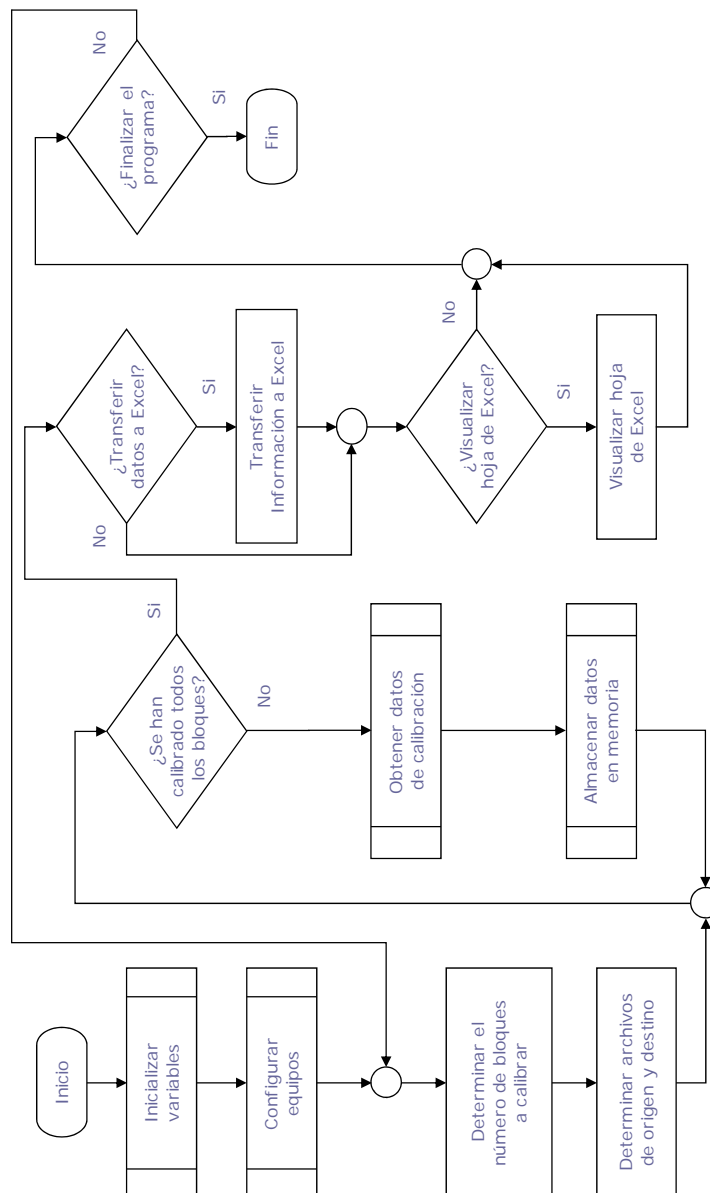 Inicio
Inicializar
variables
Configurar
equipos
Determinar el
número de bloques
a calibrar
Determinar archivos
de origen y destino
¿Se han
calibrado todos
los bloques?
Si
No
Obtener datos
de calibración
Almacenar datos
en memoria
¿Transferir
datos a Excel?
No
Si
Transferir
Información a Excel
¿Visualizar
hoja de Excel?
No
Si
Visualizar hoja
de Excel
¿Finalizar el
programa?
No
Si
Fin